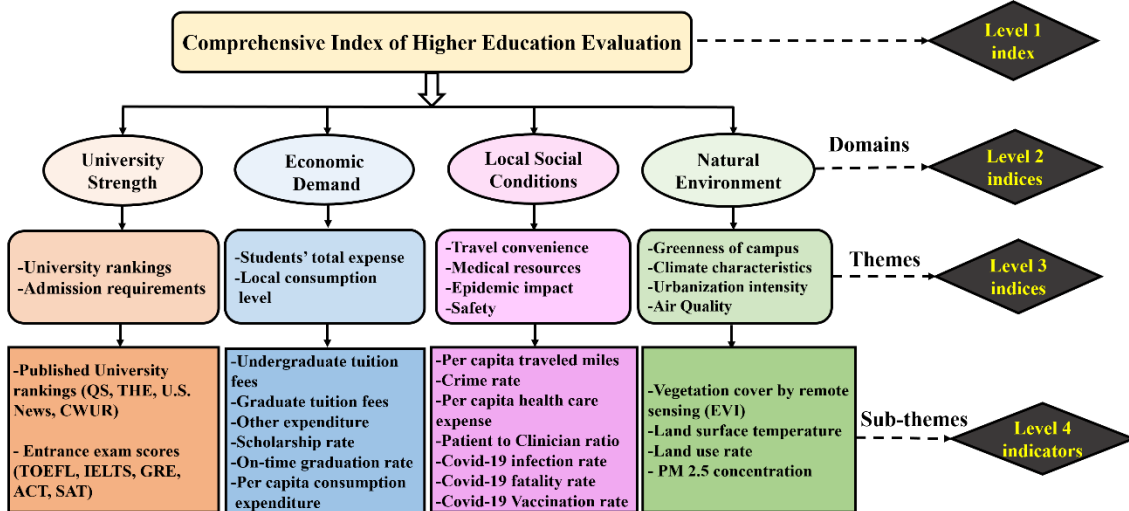 Comprehensive Index of Higher Education Evaluation
Level 1
index
University
Strength
Economic
Demand
Local Social
Conditions
Natural
Environment
Domains
Level 2
indices
-University rankings
-Admission requirements
-Students’ total expense
-Local consumption
level
-Travel convenience
-Medical resources
-Epidemic impact
-Safety
-Greenness of campus
-Climate characteristics
-Urbanization intensity
-Air Quality
Themes
Level 3
indices
-Published University
rankings (QS, THE, U.S.
News, CWUR)
- Entrance exam scores
(TOEFL, IELTS, GRE,
ACT, SAT)
-Undergraduate tuition
fees
-Graduate tuition fees
-Other expenditure
-Scholarship rate
-On-time graduation rate
-Per capita consumption
expenditure
-Per capita traveled miles
-Crime rate
-Per capita health care
expense
-Patient to Clinician ratio
-Covid-19 infection rate
-Covid-19 fatality rate
-Covid-19 Vaccination rate
-Vegetation cover by remote
sensing (EVI)
-Land surface temperature
-Land use rate
- PM 2.5 concentration
Sub-themes
Level 4
indicators